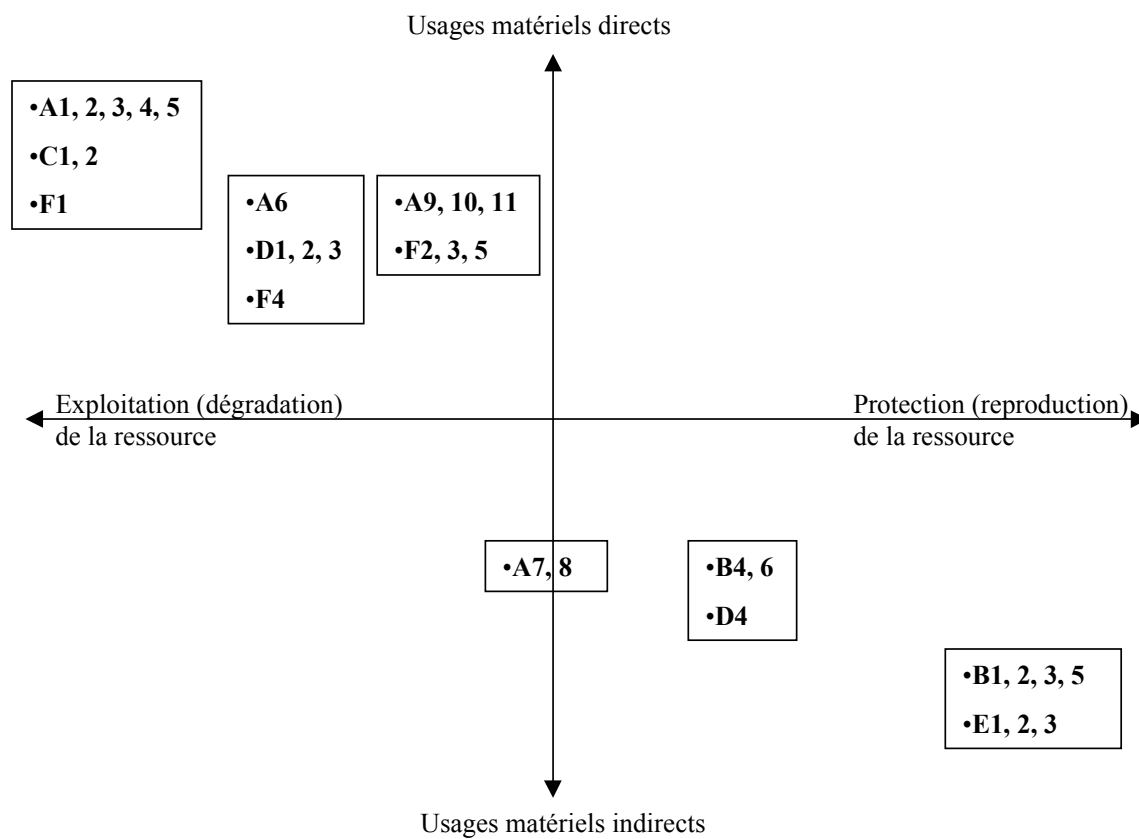 Usages matériels directs
•A1, 2, 3, 4, 5
•C1, 2
•F1
•A6
•D1, 2, 3
•F4
•A9, 10, 11
•F2, 3, 5
Exploitation (dégradation)
de la ressource
Protection (reproduction)
de la ressource
•A7, 8
•B4, 6
•D4
•B1, 2, 3, 5
•E1, 2, 3
Usages matériels indirects